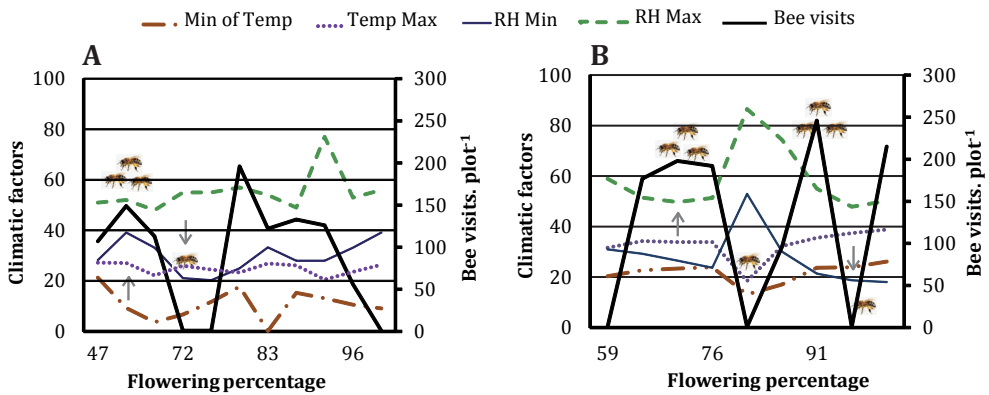 Min of Temp Temp Max RH Min RH Max Bee visits
A
100
80
60
40
20
0
Climatic factors
300
250
200
150
100
50
0
Bee visits. plot-1
47 72 83 96
Flowering percentage
B
100
80
60
40
20
0
Climatic factors
300
250
200
150
100
50
0
Bee visits. plot-1
59 76 91
Flowering percentage